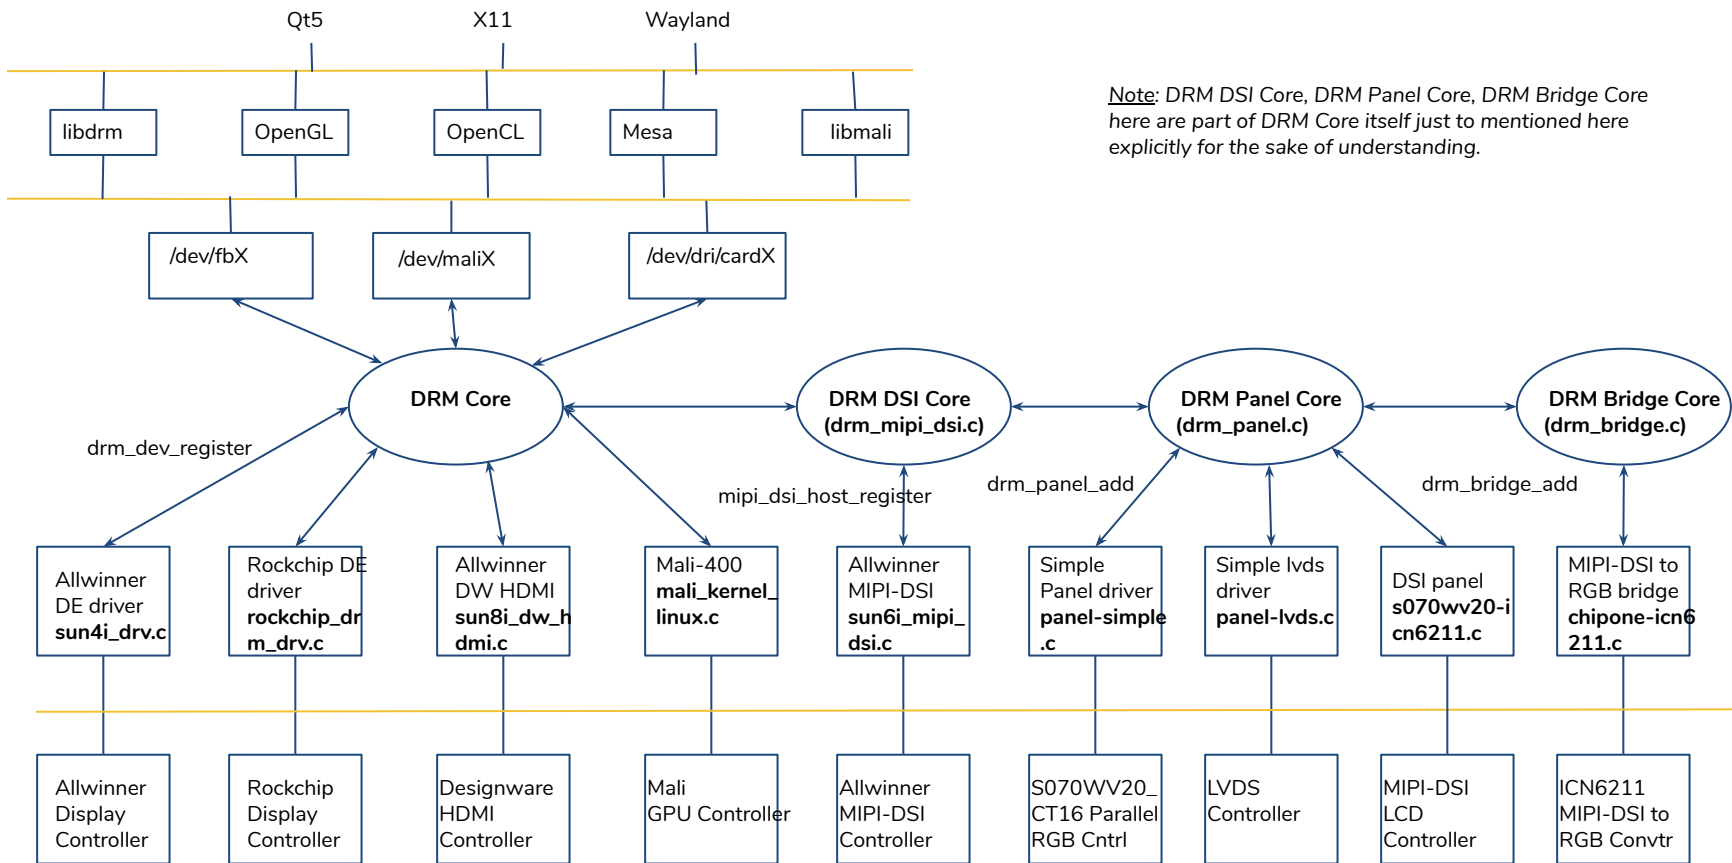 Qt5
X11
Wayland
Note: DRM DSI Core, DRM Panel Core, DRM Bridge Core
here are part of DRM Core itself just to mentioned here
explicitly for the sake of understanding.
libdrm
OpenGL
OpenCL
Mesa
libmali
/dev/fbX
/dev/maliX
/dev/dri/cardX
DRM Core
DRM DSI Core
(drm_mipi_dsi.c)
DRM Panel Core
(drm_panel.c)
DRM Bridge Core
(drm_bridge.c)
drm_dev_register
mipi_dsi_host_register
drm_panel_add
drm_bridge_add
Allwinner
DE driver
sun4i_drv.c
Rockchip DE
driver
rockchip_dr
m_drv.c
Allwinner
DW HDMI
sun8i_dw_h
dmi.c
Mali-400
mali_kernel_
linux.c
Allwinner
MIPI-DSI
sun6i_mipi_
dsi.c
Simple
Panel driver
panel-simple
.c
Simple lvds
driver
panel-lvds.c
DSI panel
s070wv20-i
cn6211.c
MIPI-DSI to
RGB bridge
chipone-icn6
211.c
Allwinner
Display
Controller
Rockchip
Display
Controller
Designware
HDMI
Controller
Mali
GPU Controller
Allwinner
MIPI-DSI
Controller
S070WV20_
CT16 Parallel
RGB Cntrl
LVDS
Controller
MIPI-DSI
LCD
Controller
ICN6211
MIPI-DSI to
RGB Convtr